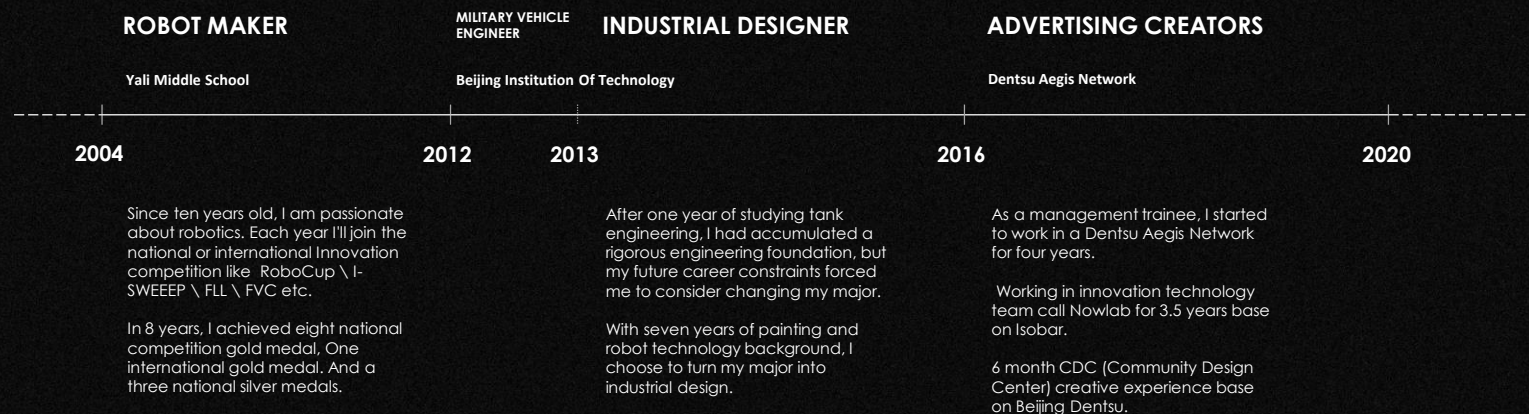 ROBOT MAKER
MILITARY VEHICLE
ENGINEER
INDUSTRIAL DESIGNER
ADVERTISING CREATORS
Yali Middle School
Beijing Institution Of Technology
Dentsu Aegis Network
2004
2012
2013
2016
2020
Since ten years old, I am passionate
about robotics. Each year I'll join the
national or international Innovation
competition like  RoboCup \ I-
SWEEEP \ FLL \ FVC etc.
In 8 years, I achieved eight national
competition gold medal, One
international gold medal. And a
three national silver medals.
After one year of studying tank
engineering, I had accumulated a
rigorous engineering foundation, but
my future career constraints forced
me to consider changing my major.
With seven years of painting and
robot technology background, I
choose to turn my major into
industrial design.
As a management trainee, I started
to work in a Dentsu Aegis Network
for four years.
Working in innovation technology
team call Nowlab for 3.5 years base
on Isobar.
6 month CDC (Community Design
Center) creative experience base
on Beijing Dentsu.